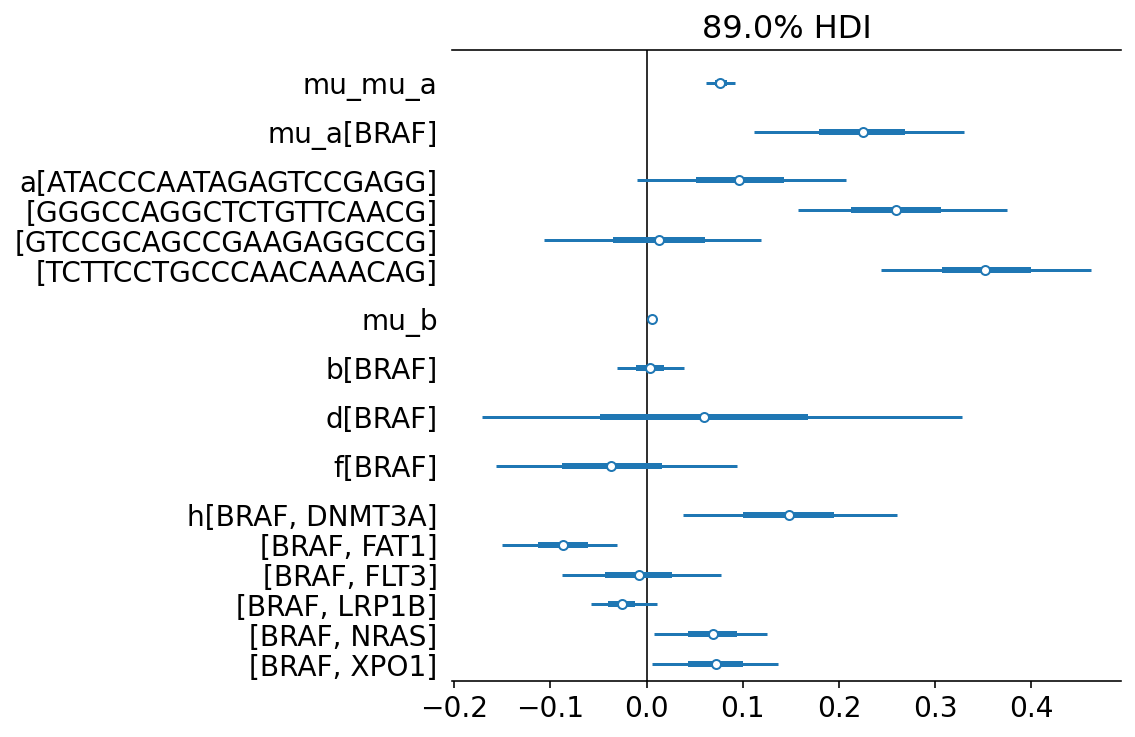 89.0% HDI
mu_mu_a
mu_a[BRAF]
a[ATACCCAATAGAGTCCGAGG]
[GGGCCAGGCTCTGTTCAACG]
[GTCCGCAGCCGAAGAGGCCG]
[TCTTCCTGCCCAACAAACAG]
mu_b
b[BRAF]
d[BRAF]
f[BRAF]
h[BRAF, DNMT3A]
[BRAF, FAT1]
[BRAF, FLT3]
[BRAF, LRP1B]
[BRAF, NRAS]
[BRAF, XPO1]
−0.2 −0.1 0.0 0.1 0.2 0.3 0.4